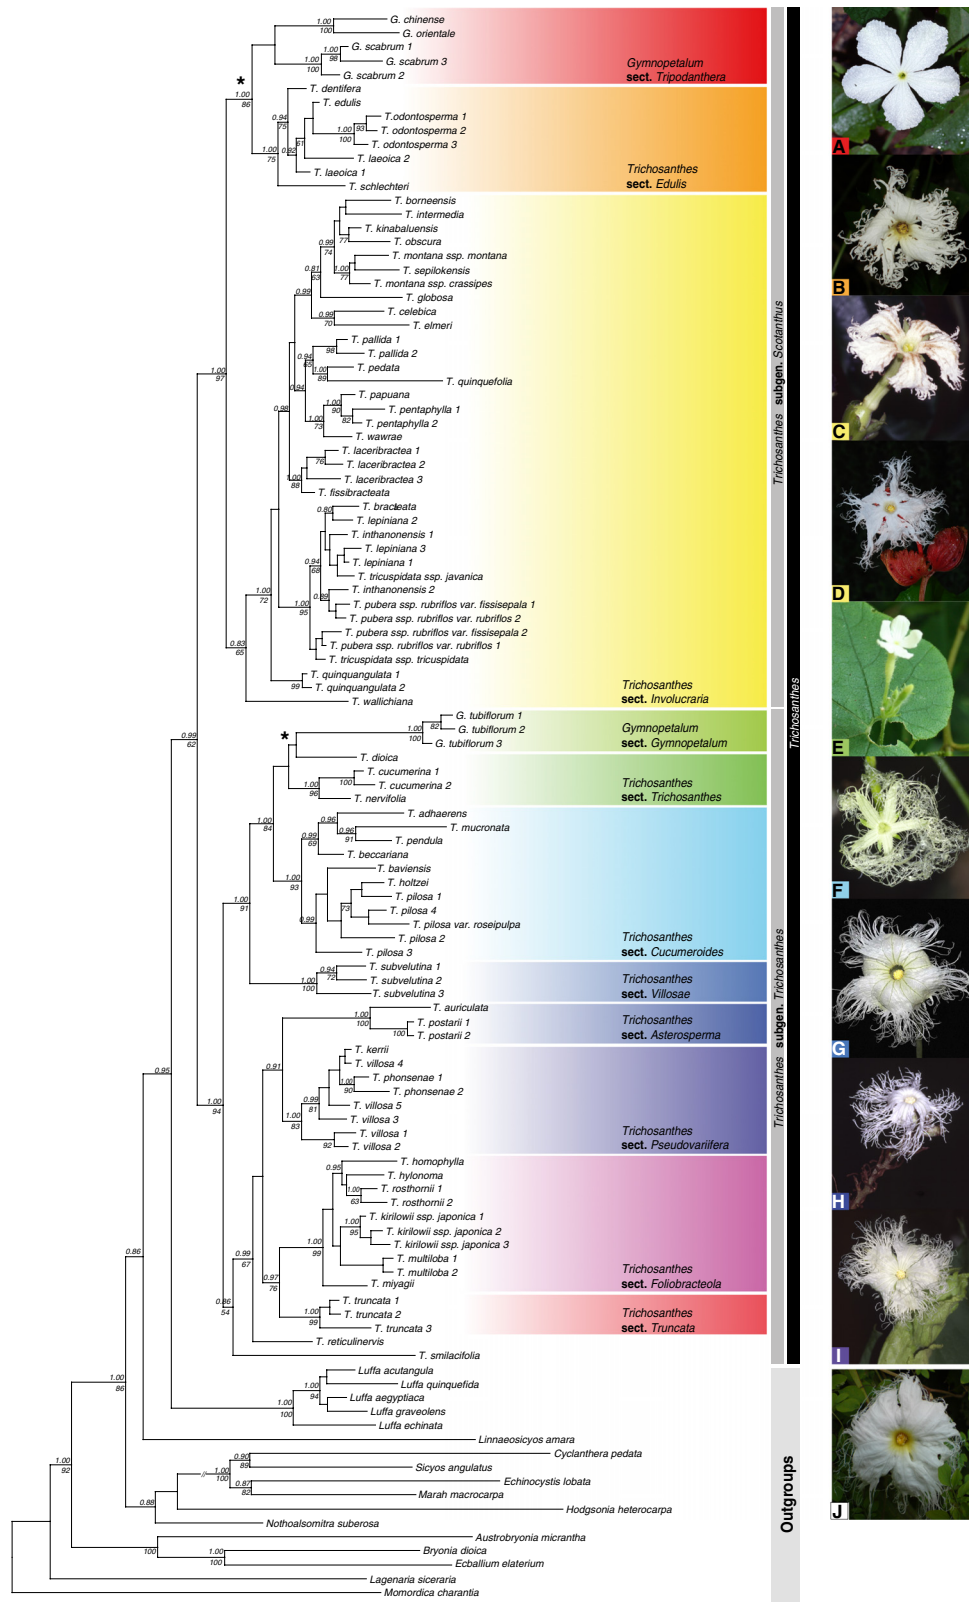 G. chinense
G. orientale
G. scabrum 1
G. scabrum 3
G. scabrum 2
Gymnopetalum
sect. Tripodanthera
T. dentifera
T. edulis
T.odontosperma 1
T. odontosperma 2
T. odontosperma 3
T. laeoica 2
T. laeoica 1
T. schlechteri
Trichosanthes
sect. Edulis
T. borneensis
T. intermedia
T. kinabaluensis
T. obscura
T. montana ssp. montana
T. sepilokensis
T. montana ssp. crassipes
T. globosa
T. celebica
T. elmeri
T. pallida 1
T. pallida 2
T. pedata
T. quinquefolia
T. papuana
T. pentaphylla 1
T. pentaphylla 2
T. wawrae
T. laceribractea 1
T. laceribractea 2
T. laceribractea 3
T. fissibracteata
T. bracteata
T. lepiniana 2
T. inthanonensis 1
T. lepiniana 3
T. lepiniana 1
T. tricuspidata ssp. javanica
T. inthanonensis 2
T. pubera ssp. rubriflos var. fissisepala 1
T. pubera ssp. rubriflos var. rubriflos 2
T. pubera ssp. rubriflos var. fissisepala 2
T. pubera ssp. rubriflos var. rubriflos 1
T. tricuspidata ssp. tricuspidata
T. quinquangulata 1
T. quinquangulata 2
T. wallichiana
Trichosanthes
sect. Involucraria
G. tubiflorum 1
G. tubiflorum 2
G. tubiflorum 3
Gymnopetalum
sect. Gymnopetalum
T. dioica
T. cucumerina 1
T. cucumerina 2
T. nervifolia
Trichosanthes
sect. Trichosanthes
T. adhaerens
T. mucronata
T. pendula
T. beccariana
T. baviensis
T. holtzei
T. pilosa 1
T. pilosa 4
T. pilosa var. roseipulpa
T. pilosa 2
T. pilosa 3
Trichosanthes
sect. Cucumeroides
T. subvelutina 1
T. subvelutina 2
T. subvelutina 3
Trichosanthes
sect. Villosae
T. auriculata
T. postarii 1
T. postarii 2
Trichosanthes
sect. Asterosperma
T. kerrii
T. villosa 4
T. phonsenae 1
T. phonsenae 2
T. villosa 5
T. villosa 3
T. villosa 1
T. villosa 2
Trichosanthes
sect. Pseudovariifera
T. homophylla
T. hylonoma
T. rosthornii 1
T. rosthornii 2
T. kirilowii ssp. japonica 1
T. kirilowii ssp. japonica 2
T. kirilowii ssp. japonica 3
T. multiloba 1
T. multiloba 2
T. miyagii
Trichosanthes
sect. Foliobracteola
T. truncata 1
T. truncata 2
T. truncata 3
Trichosanthes
sect. Truncata
T. reticulinervis
T. smilacifolia
Luffa acutangula
Luffa quinquefida
Luffa aegyptiaca
Luffa graveolens
Luffa echinata
Linnaeosicyos amara
Cyclanthera pedata
Sicyos angulatus
Echinocystis lobata
Marah macrocarpa
Hodgsonia heterocarpa
Nothoalsomitra suberosa
Austrobryonia micrantha
Bryonia dioica
Ecballium elaterium
Lagenaria siceraria
Momordica charantia
Trichosanthes subgen. Scotanthus
Trichosanthes subgen. Trichosanthes
Trichosanthes
Outgroups
A
B
C
D
E
F
G
H
I
J